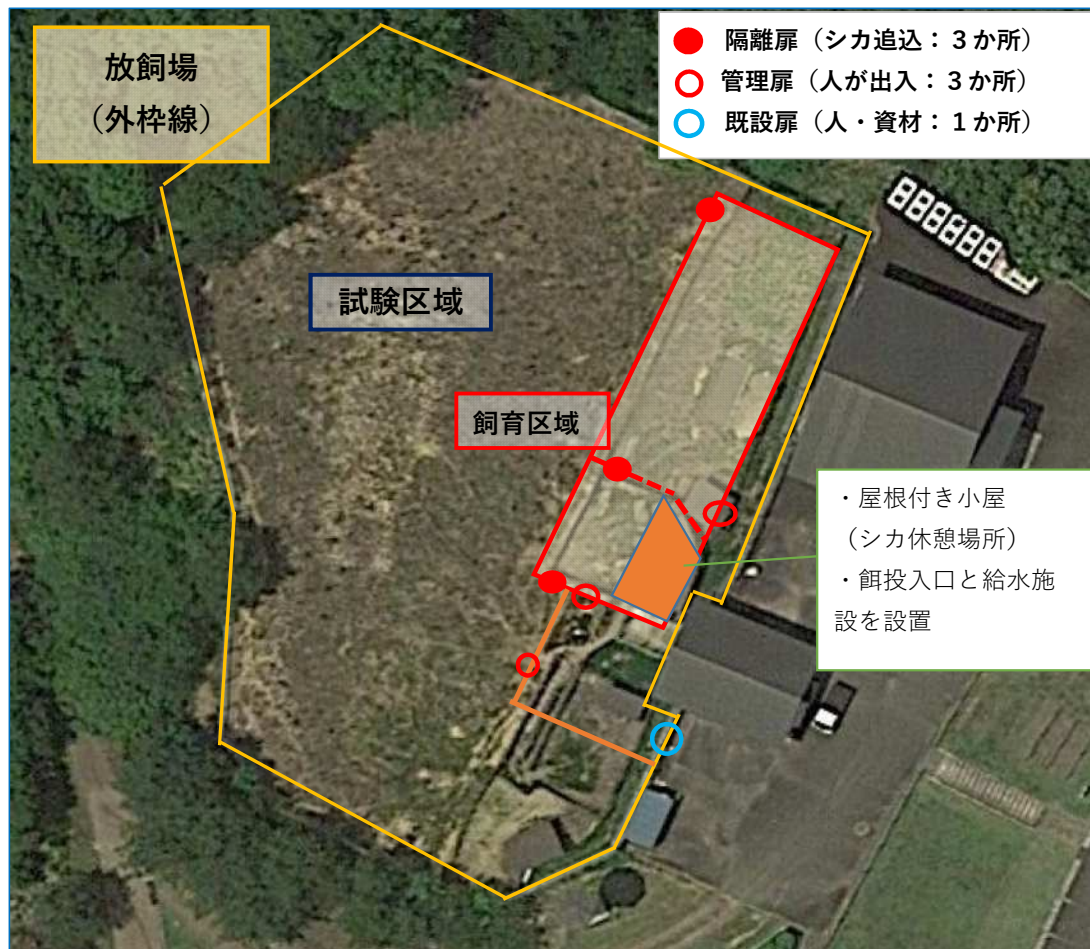 放飼場
（外枠線）
隔離扉（シカ追込：３か所）
管理扉（人が出入：３か所）
既設扉（人・資材：１か所）
試験区域
飼育区域
・屋根付き小屋
（シカ休憩場所）
・餌投入口と給水施
設を設置